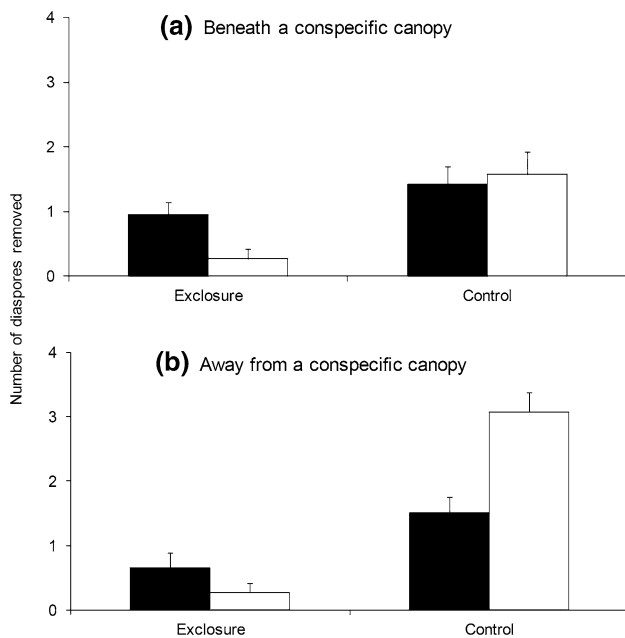 (a) Beneath a conspecific canopy
4
3
2
1
0
Exclosure Control
Number of diaspores removed
(b) Away from a conspecific canopy
4
3
2
1
0
Exclosure Control